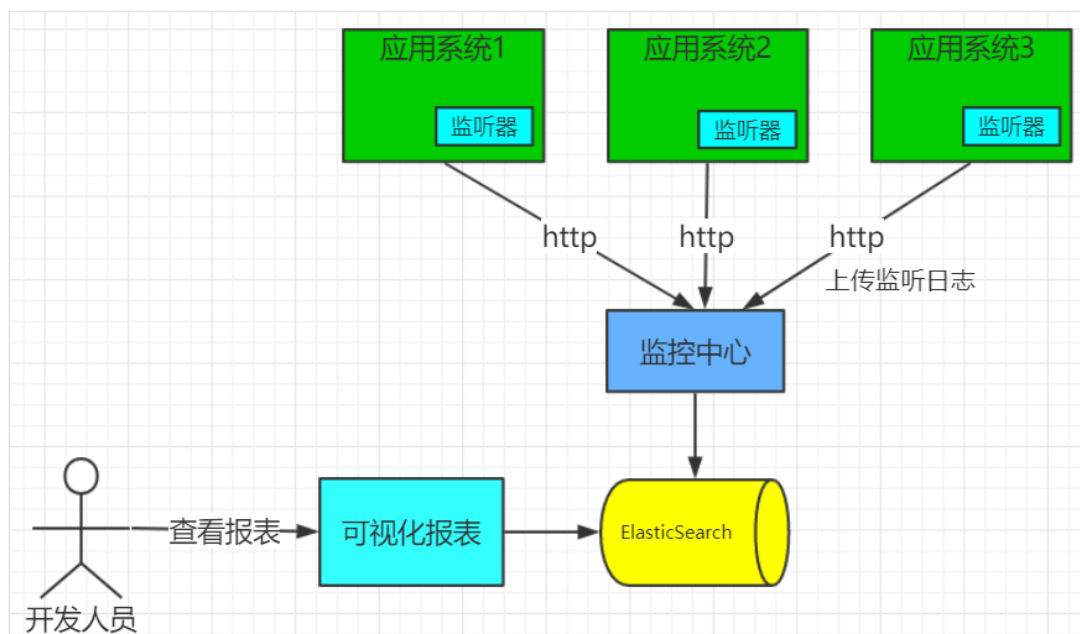 应用系统1
应用系统2
应用系统3
监听器
监听器
监听器
http
http
http
上传监听日志
监控中心
查看报表
可视化报表
ElasticSearch
开发人员